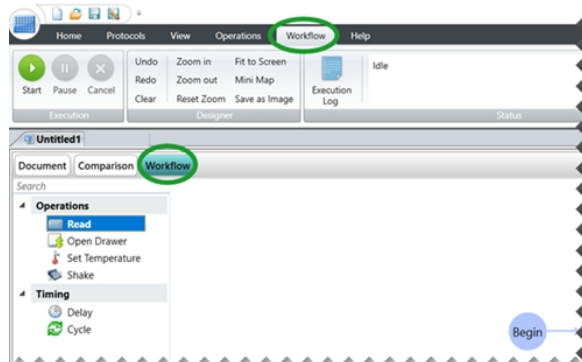 Home Protocols View Operations Workflow Help
Undo Zoom in Fit to Screen
Redo Zoom out Mini Map
Clear Reset Zoom Save as Image
Start Pause Cancel
Execution Log
Idle
Execution Designer Status
Untitled1
Document Comparison Workflow
Search
Operations
Read
Open Drawer
Set Temperature
Shake
Timing
Delay
Cycle
Begin